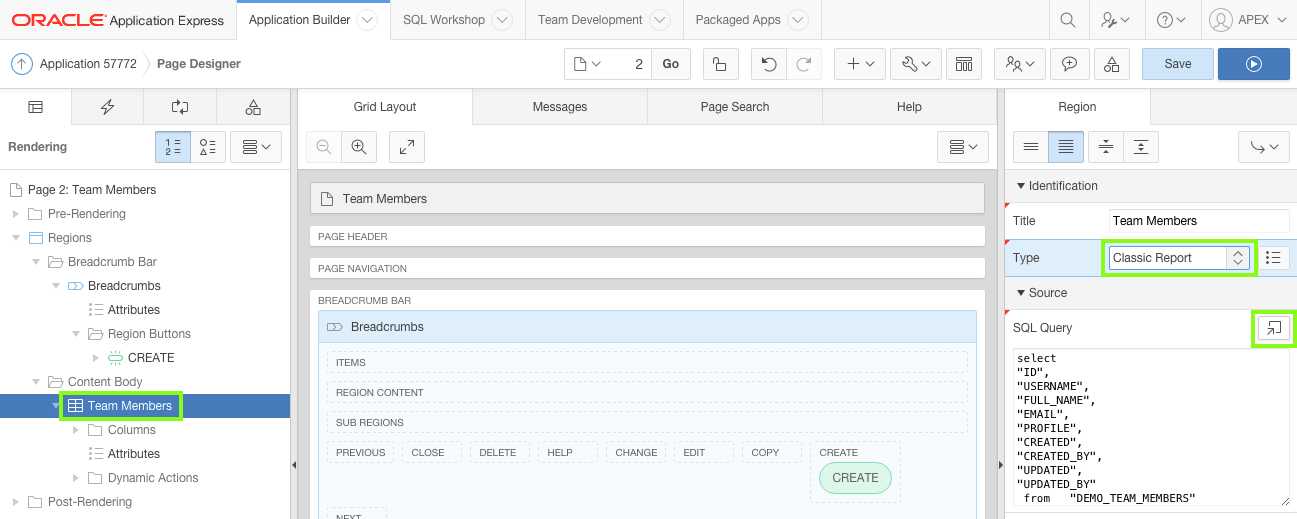 ORACLE Application Express
Application Builder
SQL Workshop
Team Development
Packaged Apps
?
APEX
Application 57772
Page Designer
2
Go
Save
Grid Layout
Messages
Page Search
Help
Region
Rendering
1
2
Page 2: Team Members
Pre-Rendering
Regions
Breadcrumb Bar
Breadcrumbs
Attributes
Region Buttons
CREATE
Content Body
Team Members
Columns
Attributes
Dynamic Actions
Post-Rendering
Team Members
PAGE HEADER
PAGE NAVIGATION
BREADCRUMB BAR
Breadcrumbs
ITEMS
REGION CONTENT
SUB REGIONS
PREVIOUS
CLOSE
DELETE
HELP
CHANGE
EDIT
COPY
CREATE
CREATE
NEXT
Identification
Title
Team Members
Type
Classic Report
Source
SQL Query
select
"ID",
"USERNAME",
"FULL_NAME",
"EMAIL",
"PROFILE",
"CREATED",
"CREATED_BY",
"UPDATED",
"UPDATED_BY"
from "DEMO_TEAM_MEMBERS"